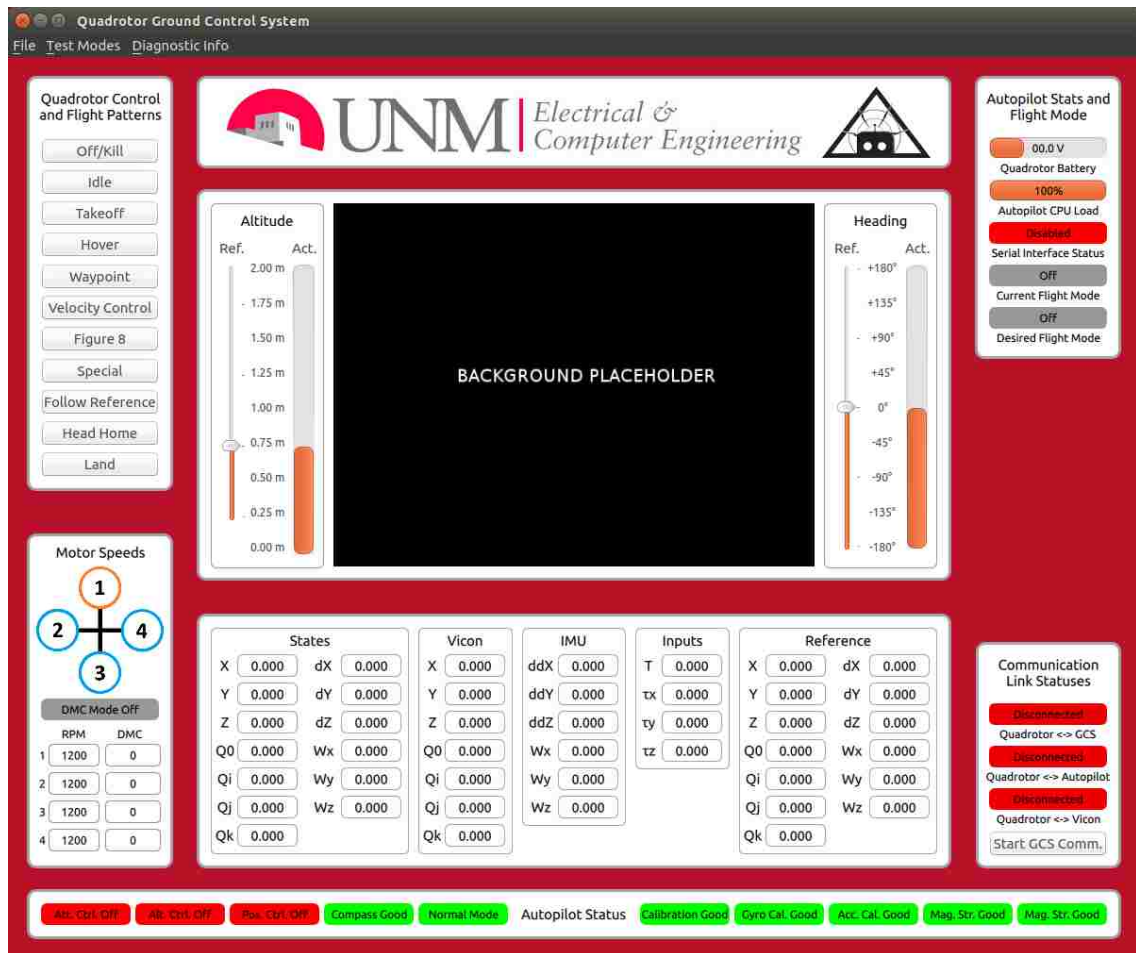 Quadrotor Ground Control System
File Test Modes Diagnostic Info
Quadrotor Control
and Flight Patterns
Off/Kill
Idle
Takeoff
Hover
Waypoint
Velocity Control
Figure 8
Special
Follow Reference
Head Home
Land
Motor Speeds
1
2
4
3
DMC Mode Off
RPM DMC
1 1200 0
2 1200 0
3 1200 0
4 1200 0
UNM
Electrical &
Computer Engineering
Altitude
Ref. Act.
2.00 m
1.75 m
1.50 m
1.25 m
1.00 m
0.75 m
0.50 m
0.25 m
0.00 m
BACKGROUND PLACEHOLDER
Heading
Ref. Act.
+180°
+135°
+90°
+45°
0°
-45°
-90°
-135°
-180°
States
X 0.000 dX 0.000
Y 0.000 dY 0.000
Z 0.000 dZ 0.000
Q0 0.000 Wx 0.000
Qi 0.000 Wy 0.000
Qj 0.000 Wz 0.000
Qk 0.000
Vicon
X 0.000
Y 0.000
Z 0.000
Q0 0.000
Qi 0.000
Qj 0.000
Qk 0.000
IMU
ddX 0.000
ddY 0.000
ddZ 0.000
Wx 0.000
Wy 0.000
Wz 0.000
Inputs
T 0.000
τx 0.000
τy 0.000
τz 0.000
Reference
X 0.000 dX 0.000
Y 0.000 dY 0.000
Z 0.000 dZ 0.000
Q0 0.000 Wx 0.000
Qi 0.000 Wy 0.000
Qj 0.000 Wz 0.000
Qk 0.000
Autopilot Stats and
Flight Mode
00.0 V
Quadrotor Battery
100%
Autopilot CPU Load
Disabled
Serial Interface Status
Off
Current Flight Mode
Off
Desired Flight Mode
Communication
Link Statuses
Disconnected
Quadrotor <-> GCS
Disconnected
Quadrotor <-> Autopilot
Disconnected
Quadrotor <-> Vicon
Start GCS Comm.
Att. Ctrl. Off Alt. Ctrl. Off Pos. Ctrl. Off Compass Good Normal Mode Autopilot Status Calibration Good Gyro Cal. Good Acc. Cal. Good Mag. Str. Good Mag. Str. Good